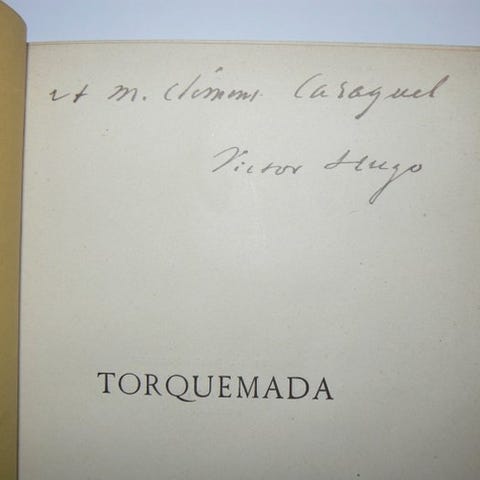 A M. Clément Caraguel
Victor Hugo
TORQUEMADA